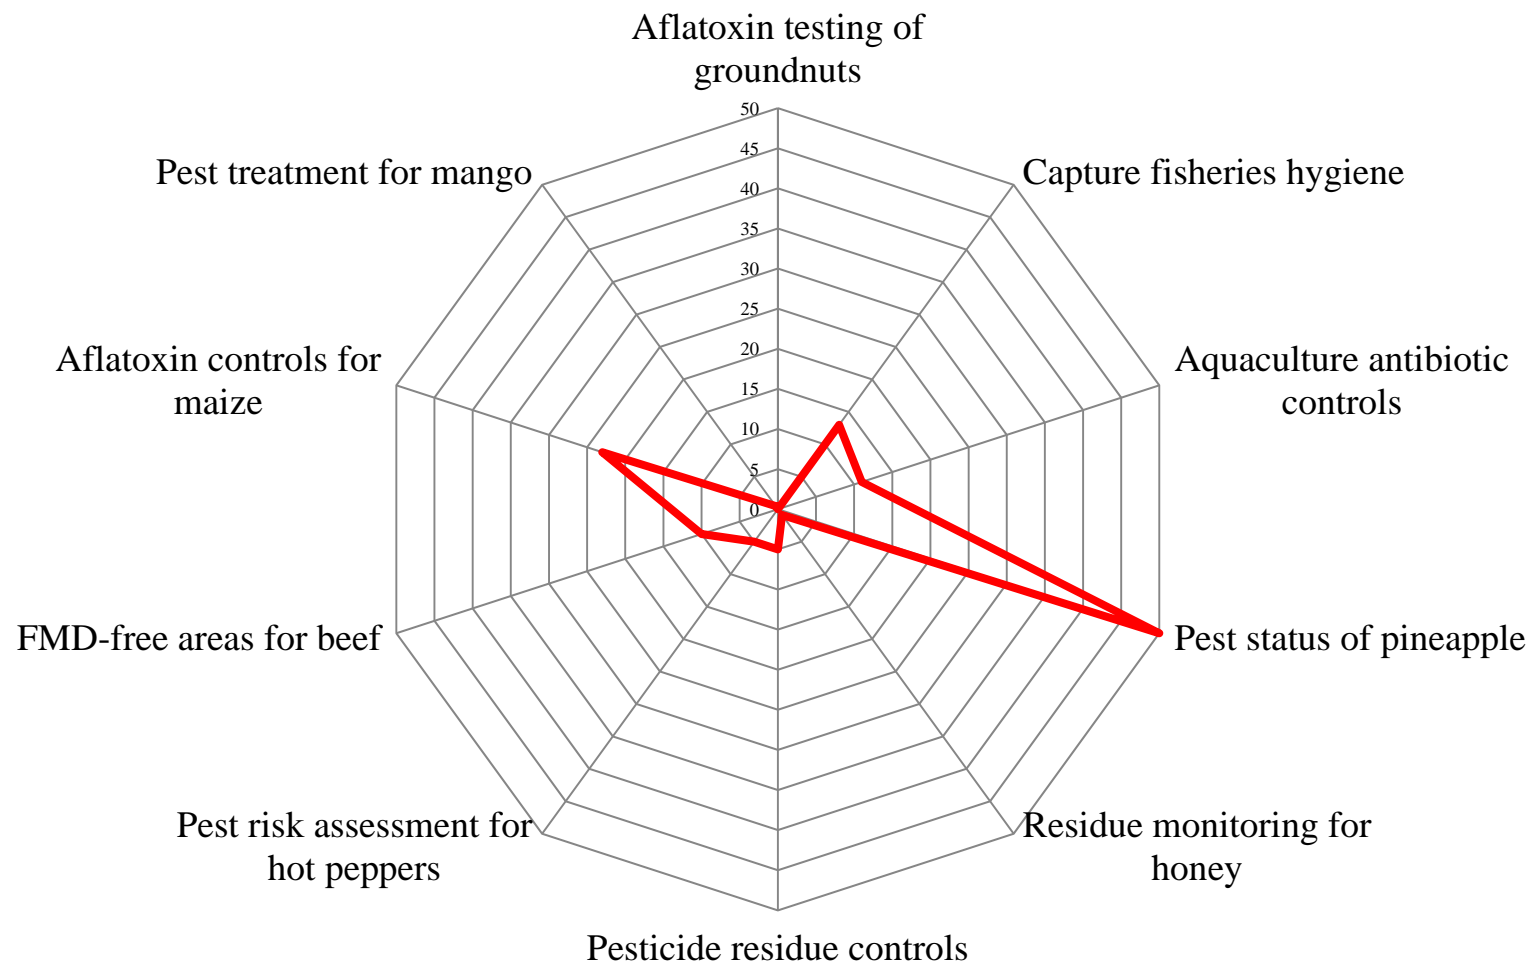 Aflatoxin testing of
groundnuts
50
45
40
35
30
25
20
15
10
5
0
Capture fisheries hygiene
Aquaculture antibiotic
controls
Pest status of pineapple
Residue monitoring for
honey
Pesticide residue controls
Pest risk assessment for
hot peppers
FMD-free areas for beef
Aflatoxin controls for
maize
Pest treatment for mango